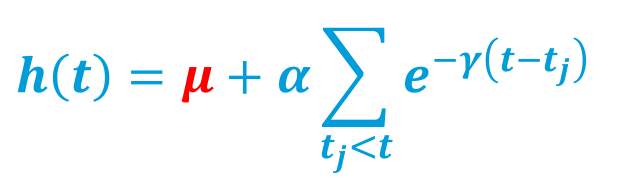 h(t) = μ + α ∑ e^{−γ(t−t_j)}
t_j<t